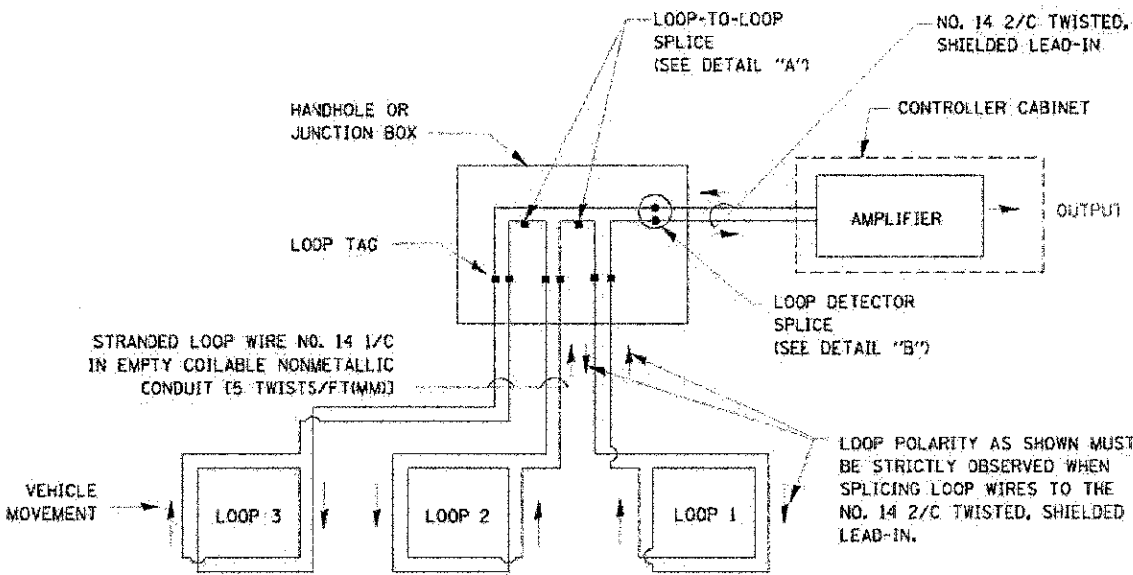 LOOP-TO-LOOP
SPLICE
(SEE DETAIL "A")
NO. 14 2/C TWISTED,
SHIELDED LEAD-IN
HANDHOLE OR
JUNCTION BOX
CONTROLLER CABINET
AMPLIFIER
OUTPUT
LOOP TAG
LOOP DETECTOR
SPLICE
(SEE DETAIL "B")
STRANDED LOOP WIRE NO. 14 1/C
IN EMPTY COILABLE NONMETALLIC
CONDUIT [5 TWISTS/FT(MM)]
LOOP POLARITY AS SHOWN MUST
BE STRICTLY OBSERVED WHEN
SPLICING LOOP WIRES TO THE
NO. 14 2/C TWISTED, SHIELDED
LEAD-IN.
VEHICLE
MOVEMENT
LOOP 3
LOOP 2
LOOP 1